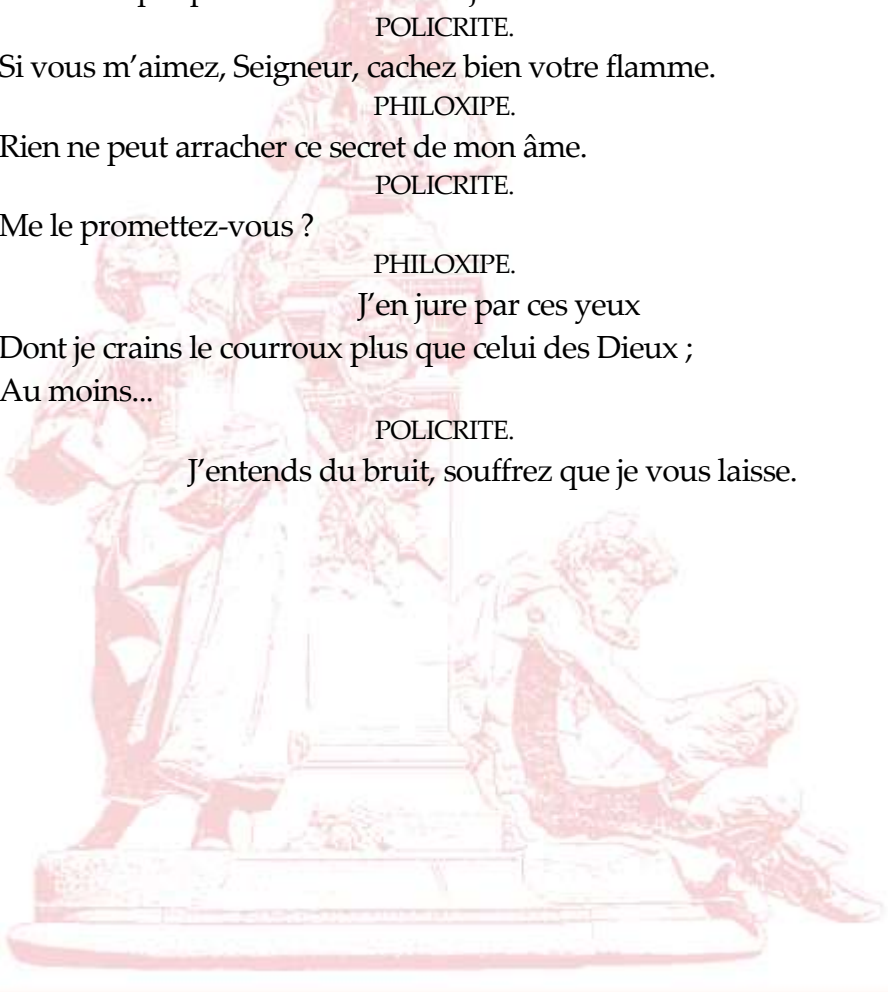 POLICRITE.
Si vous m’aimez, Seigneur, cachez bien votre flamme.
PHILOXIPE.
Rien ne peut arracher ce secret de mon âme.
POLICRITE.
Me le promettez-vous ?
PHILOXIPE.
J’en jure par ces yeux
Dont je crains le courroux plus que celui des Dieux ;
Au moins...
POLICRITE.
J’entends du bruit, souffrez que je vous laisse.